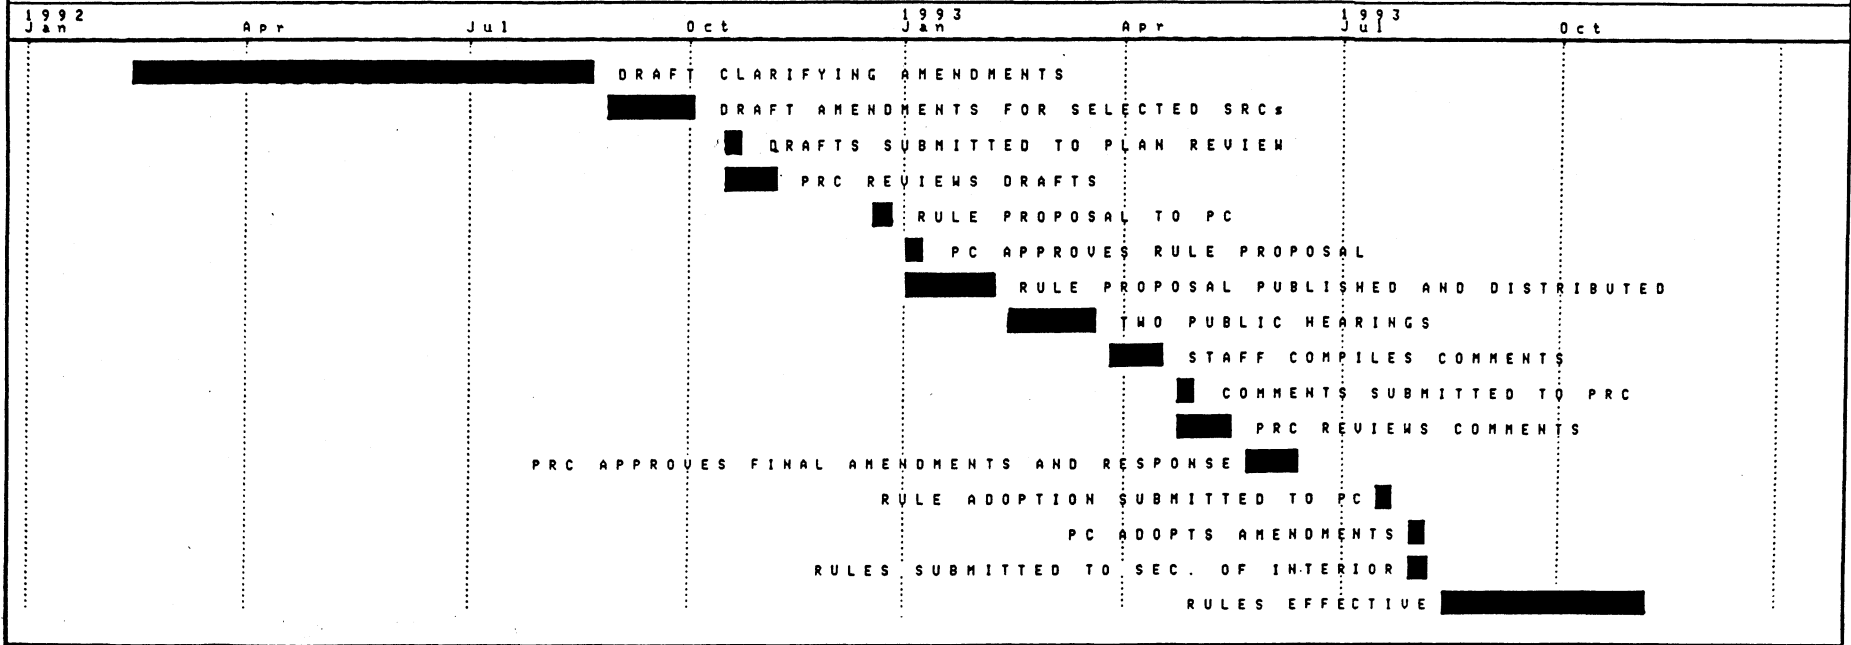 1992 1993 1993
Jan Apr Jul Oct Jan Apr Jul Oct
DRAFT CLARIFYING AMENDMENTS
DRAFT AMENDMENTS FOR SELECTED SRCs
DRAFTS SUBMITTED TO PLAN REVIEW
PRC REVIEWS DRAFTS
RULE PROPOSAL TO PC
PC APPROVES RULE PROPOSAL
RULE PROPOSAL PUBLISHED AND DISTRIBUTED
TWO PUBLIC HEARINGS
STAFF COMPILES COMMENTS
COMMENTS SUBMITTED TO PRC
PRC REVIEWS COMMENTS
PRC APPROVES FINAL AMENDMENTS AND RESPONSE
RULE ADOPTION SUBMITTED TO PC
PC ADOPTS AMENDMENTS
RULES SUBMITTED TO SEC. OF INTERIOR
RULES EFFECTIVE